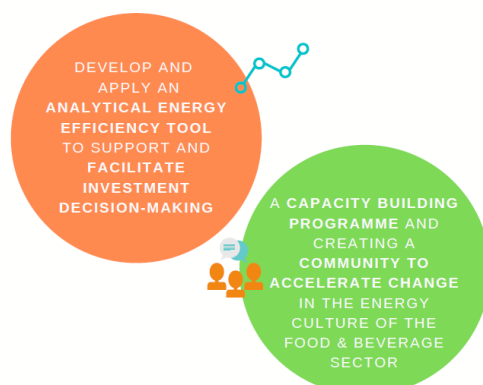 DEVELOP AND
APPLY AN
ANALYTICAL ENERGY
EFFICIENCY TOOL
TO SUPPORT AND
FACILITATE
INVESTMENT
DECISION-MAKING
A CAPACITY BUILDING
PROGRAMME AND
CREATING A
COMMUNITY TO
ACCELERATE CHANGE
IN THE ENERGY
CULTURE OF THE
FOOD & BEVERAGE
SECTOR